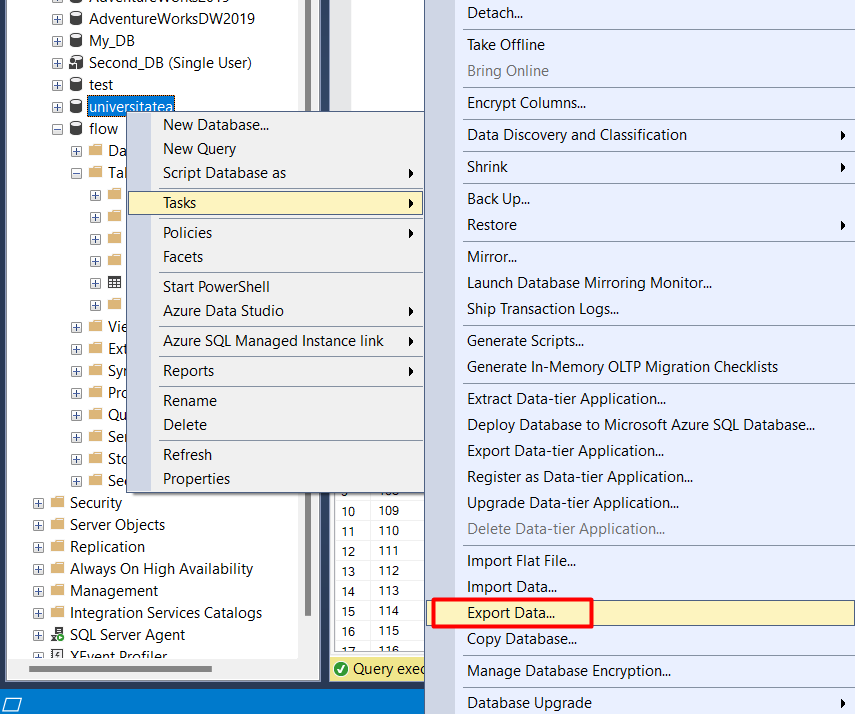 AdventureWorks2019
AdventureWorksDW2019
My_DB
Second_DB (Single User)
test
universitatea
flow
New Database...
New Query
Script Database as
Tasks
Policies
Facets
Start PowerShell
Azure Data Studio
Azure SQL Managed Instance link
Reports
Rename
Delete
Refresh
Properties
Da
Tal
Vie
Ext
Syn
Pro
Qu
Ser
Sto
Sec
Security
Server Objects
Replication
Always On High Availability
Management
Integration Services Catalogs
SQL Server Agent
XEvent Profiler
10 109
11 110
12 111
13 112
14 113
15 114
16 115
17 116
Query exec
Detach...
Take Offline
Bring Online
Encrypt Columns...
Data Discovery and Classification
Shrink
Back Up...
Restore
Mirror...
Launch Database Mirroring Monitor...
Ship Transaction Logs...
Generate Scripts...
Generate In-Memory OLTP Migration Checklists
Extract Data-tier Application...
Deploy Database to Microsoft Azure SQL Database...
Export Data-tier Application...
Register as Data-tier Application...
Upgrade Data-tier Application...
Delete Data-tier Application...
Import Flat File...
Import Data...
Export Data...
Copy Database...
Manage Database Encryption...
Database Upgrade